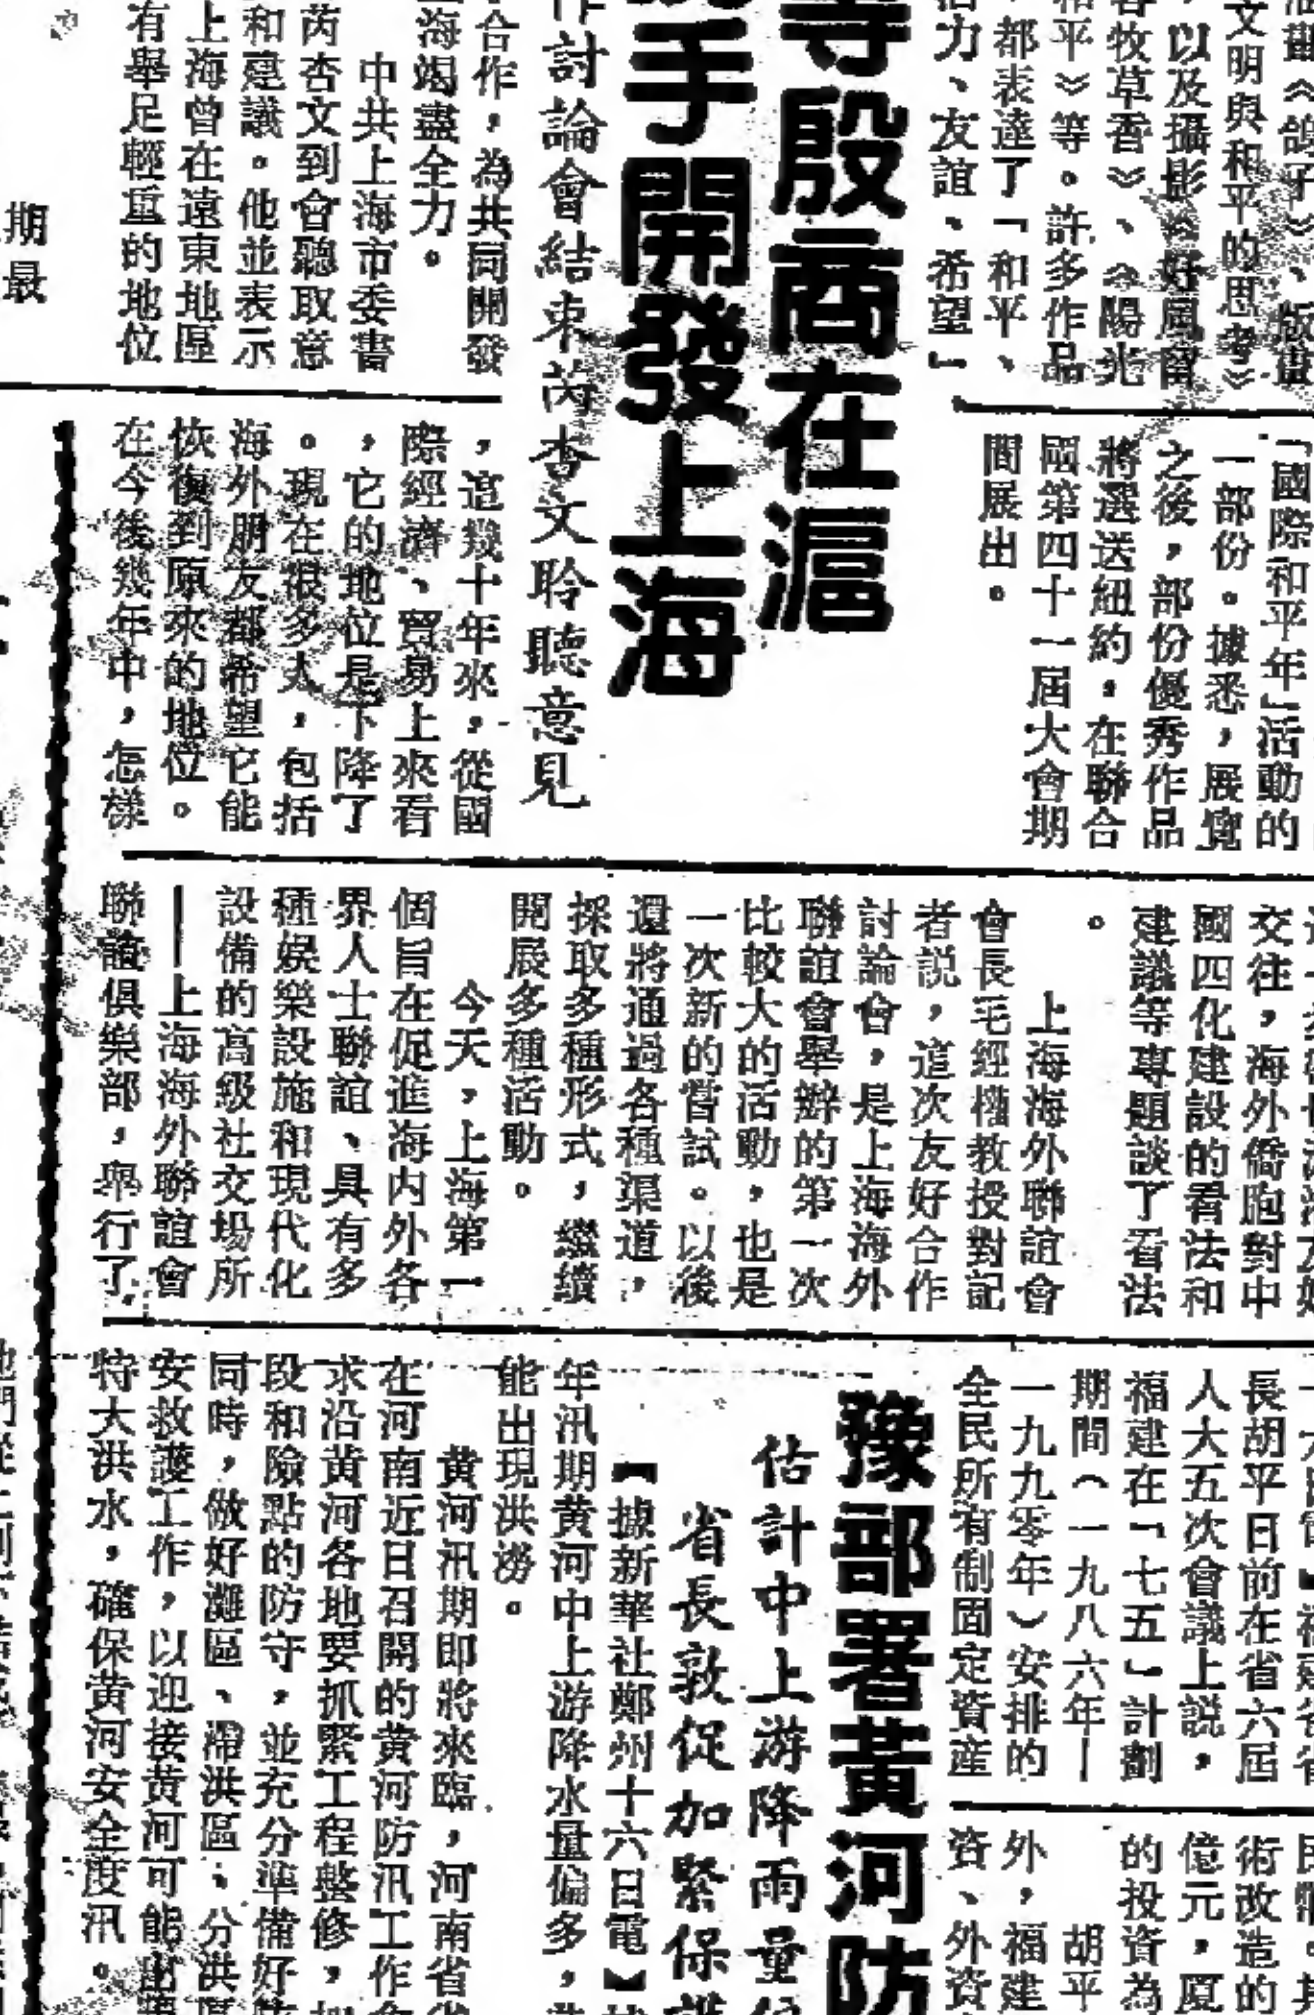 油雕《鴿子》、版畫
文明與和平的思考》
，以及攝影《好風留
客牧草香》、《陽光
和平》等。許多作品
，都表達了「和平、
活力、友誼、希望」
「國際和平年」活動的
一部份。據悉，展覽
之後，部份優秀作品
將選送紐約，在聯合
國第四十一屆大會期
間展出。
等殷商在滬
手開發上海
作討論會結束芮杏文聆聽意見
合作，為共同開發
海竭盡全力。
中共上海市委書
芮杏文到會聽取意
和建議。他並表示
上海曾在遠東地區
有舉足輕重的地位
，這幾十年來，從國
際經濟、貿易上來看
，它的地位是下降了
。現在很多人，包括
海外朋友都希望它能
恢復到原來的地位。
在今後幾年中，怎樣
交往，海外僑胞對中
國四化建設的看法和
建議等專題談了看法
。
上海海外聯誼會
會長毛經權教授對記
者説，這次友好合作
討論會，是上海海外
聯誼會舉辦的第一次
比較大的活動，也是
一次新的嘗試。以後
還將通過各種渠道，
採取多種形式，繼續
開展多種活動。
今天，上海第一
個旨在促進海內外各
界人士聯誼、具有多
種娛樂設施和現代化
設備的高級社交場所
——上海海外聯誼會
聯誼俱樂部，舉行了
長胡平日前在省六屆
人大五次會議上説，
福建在「七五」計劃
期間（一九八六年—
一九九零年）安排的
全民所有制固定資產
術改造的
億元，厦
的投資為
胡平
外，福建
資、外資
豫部署黃河防
估計中上游降雨量
省長敦促加緊保
【據新華社鄭州十六日電】
年汛期黃河中上游降水量偏多，
能出現洪澇。
黃河汛期即將來臨，河南省
在河南近日召開的黃河防汛工作
求沿黃河各地要抓緊工程整修，
段和險點的防守，並充分準備好
同時，做好灘區、滯洪區、分洪
安救護工作，以迎接黃河可能出
特大洪水，確保黃河安全度汛。
期最